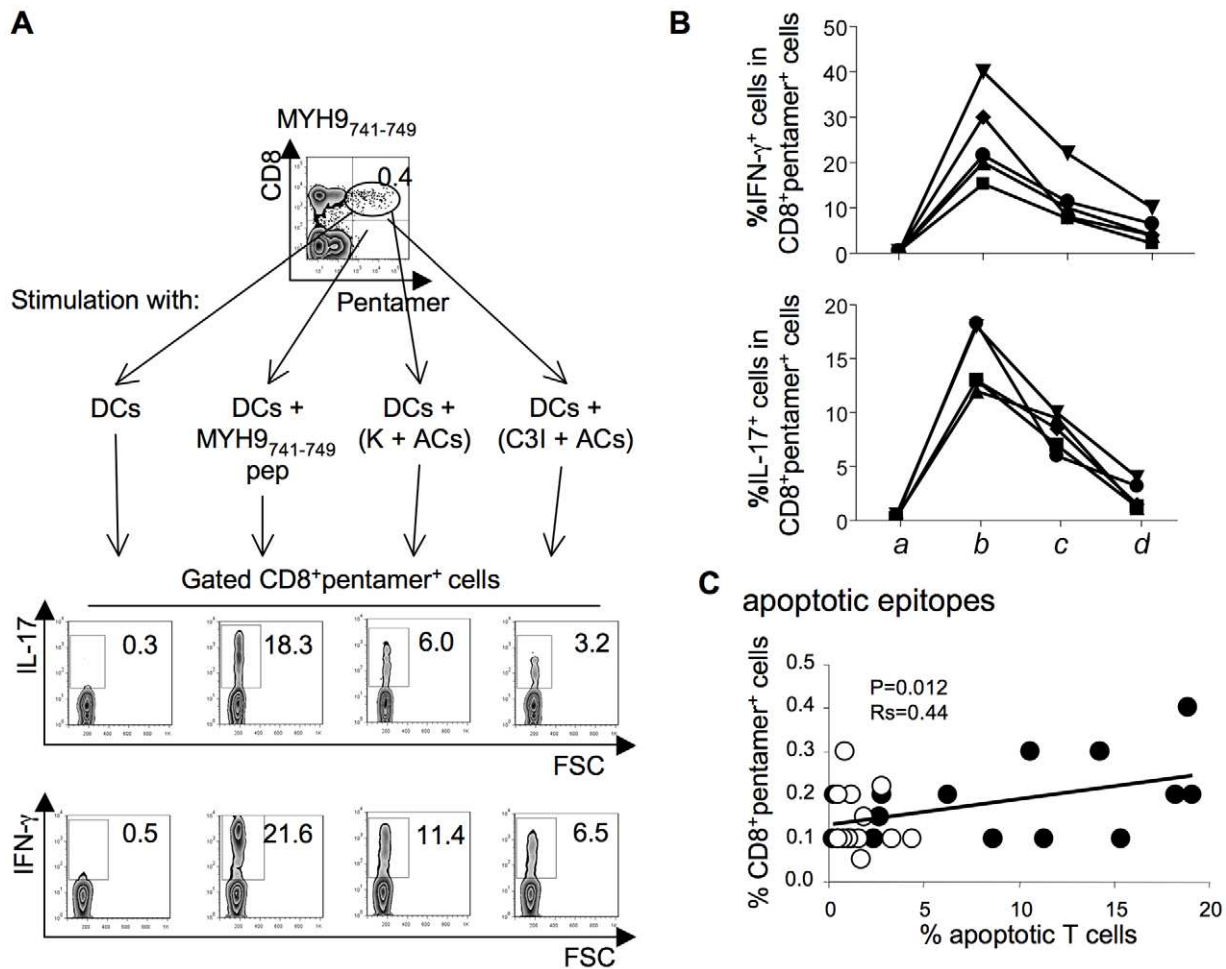 A
MYH9741-749
CD8
0.4
Pentamer
Stimulation with:
DCs
DCs +
MYH9741-749
pep
DCs +
(K + ACs)
DCs +
(C3I + ACs)
Gated CD8+pentamer+ cells
IL-17
0.3
18.3
6.0
3.2
FSC
IFN-γ
0.5
21.6
11.4
6.5
FSC
B
%IFN-γ+ cells in
CD8+pentamer+ cells
50
40
30
20
10
0
%IL-17+ cells in
CD8+pentamer+ cells
20
15
10
5
0
a b c d
C apoptotic epitopes
% CD8+pentamer+ cells
0.5
0.4
0.3
0.2
0.1
0.0
P=0.012
Rs=0.44
0 5 10 15 20
% apoptotic T cells